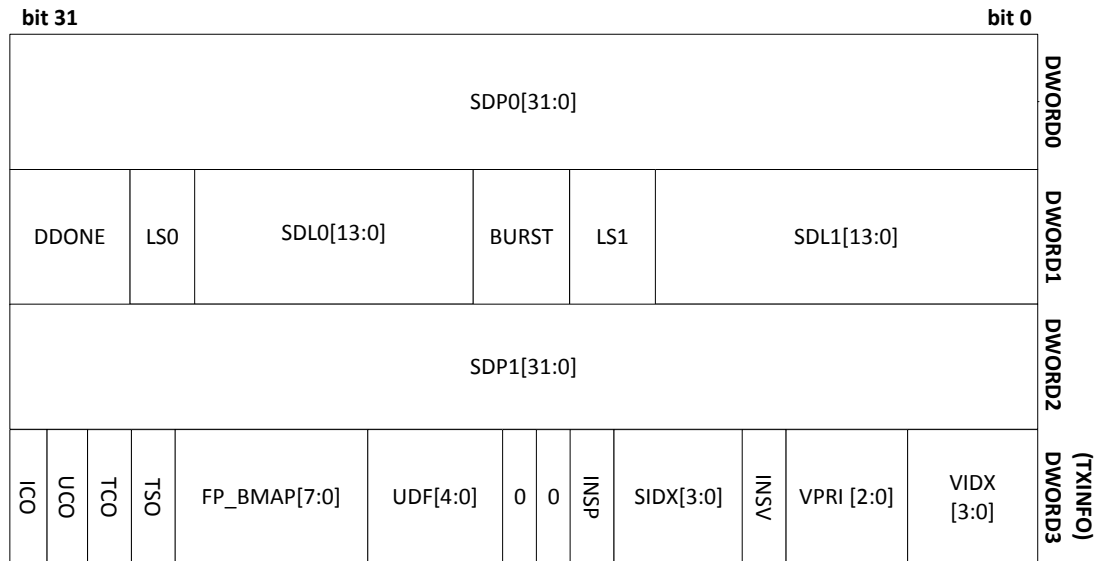 bit 31 bit 0
SDP0[31:0] DWORD0
DDONE LS0 SDL0[13:0] BURST LS1 SDL1[13:0] DWORD1
SDP1[31:0] DWORD2
ICO UCO TCO TSO FP_BMAP[7:0] UDF[4:0] 0 0 INSP SIDX[3:0] INSV VPRI [2:0] VIDX
[3:0]
(TXINFO)
DWORD3